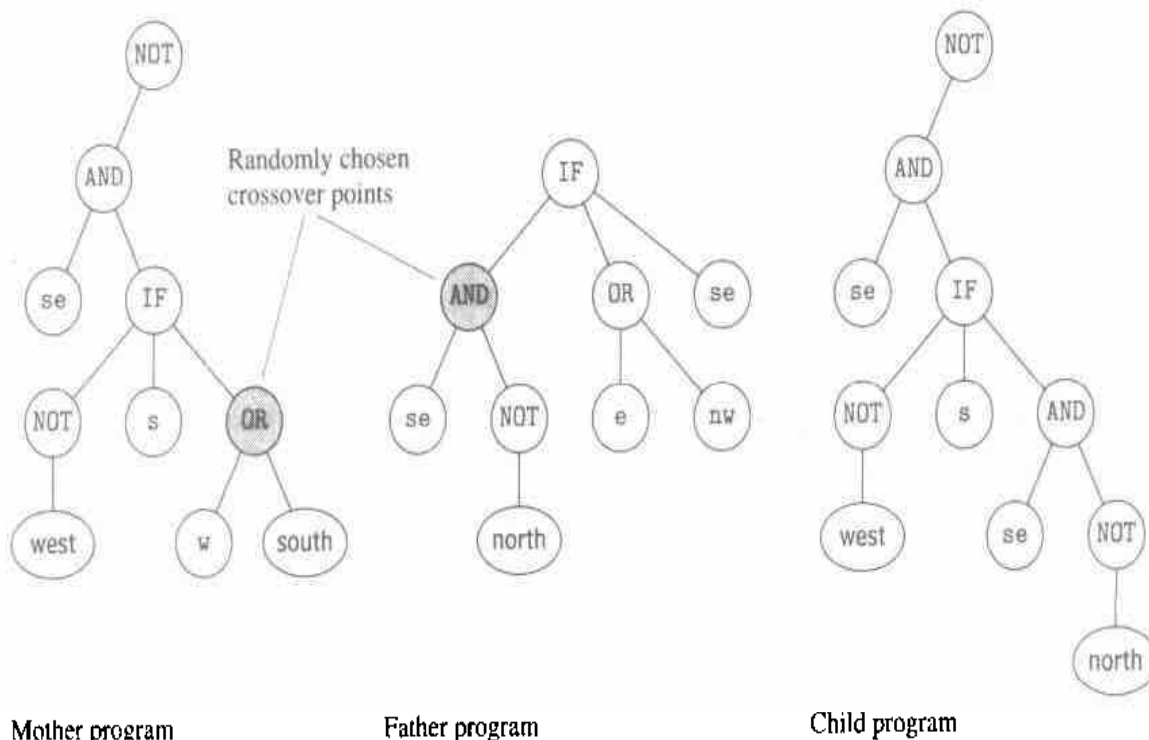 NOT
NOT
AND
Randomly chosen
crossover points
IF
AND
se
IF
AND
OR
se
se
IF
NOT
s
OR
se
NOT
e
nw
NOT
s
AND
west
w
south
north
west
se
NOT
north
Mother program
Father program
Child program